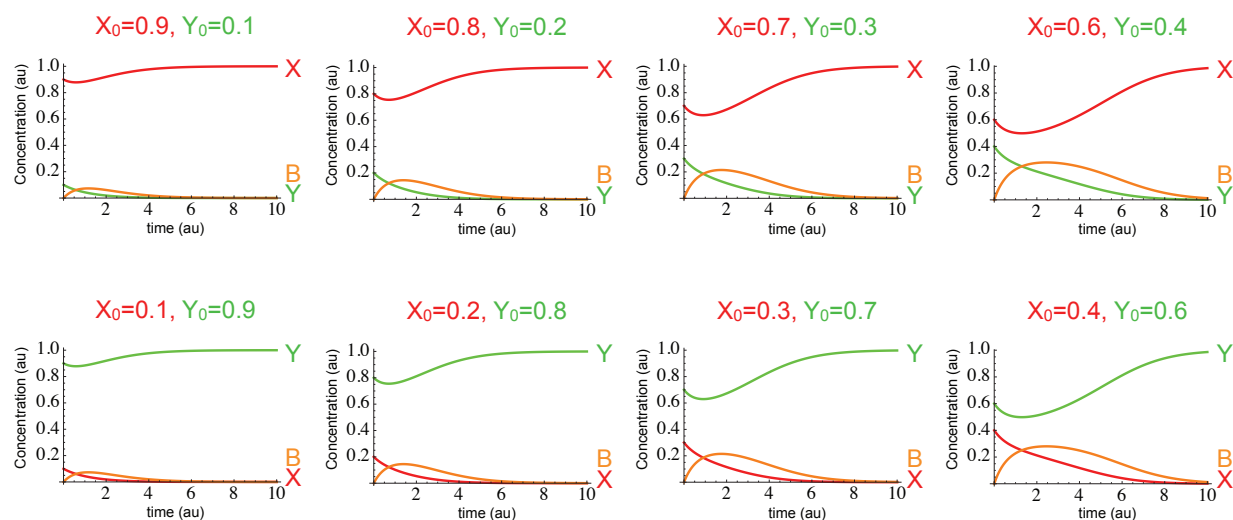 X₀=0.9, Y₀=0.1
Concentration (au)
1.0
0.8
0.6
0.4
0.2
X
B
Y
2 4 6 8 10
time (au)
X₀=0.8, Y₀=0.2
Concentration (au)
1.0
0.8
0.6
0.4
0.2
X
B
Y
2 4 6 8 10
time (au)
X₀=0.7, Y₀=0.3
Concentration (au)
1.0
0.8
0.6
0.4
0.2
X
B
Y
2 4 6 8 10
time (au)
X₀=0.6, Y₀=0.4
Concentration (au)
1.0
0.8
0.6
0.4
0.2
X
B
Y
2 4 6 8 10
time (au)
X₀=0.1, Y₀=0.9
Concentration (au)
1.0
0.8
0.6
0.4
0.2
Y
B
X
2 4 6 8 10
time (au)
X₀=0.2, Y₀=0.8
Concentration (au)
1.0
0.8
0.6
0.4
0.2
Y
B
X
2 4 6 8 10
time (au)
X₀=0.3, Y₀=0.7
Concentration (au)
1.0
0.8
0.6
0.4
0.2
Y
B
X
2 4 6 8 10
time (au)
X₀=0.4, Y₀=0.6
Concentration (au)
1.0
0.8
0.6
0.4
0.2
Y
B
X
2 4 6 8 10
time (au)